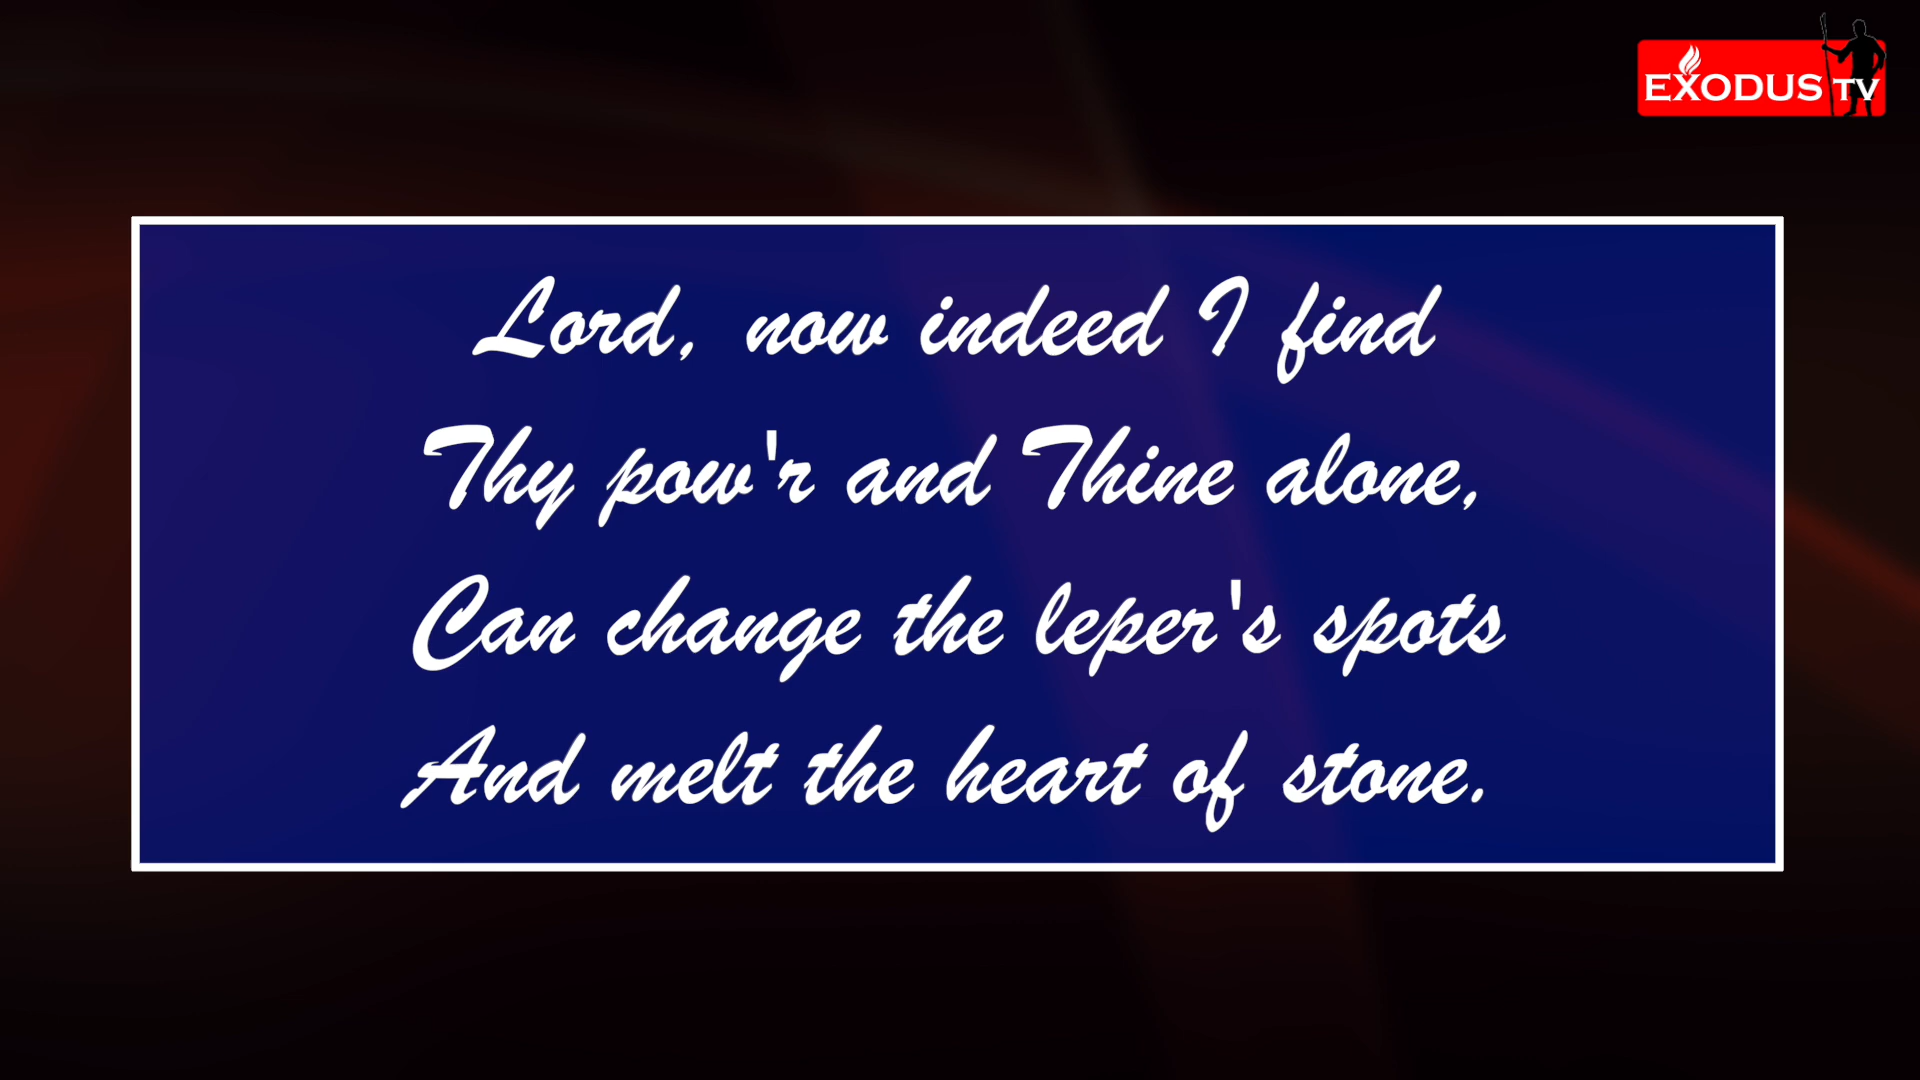 EXODUS TV
Lord, now indeed I find
Thy pow'r and Thine alone,
Can change the leper's spots
And melt the heart of stone.